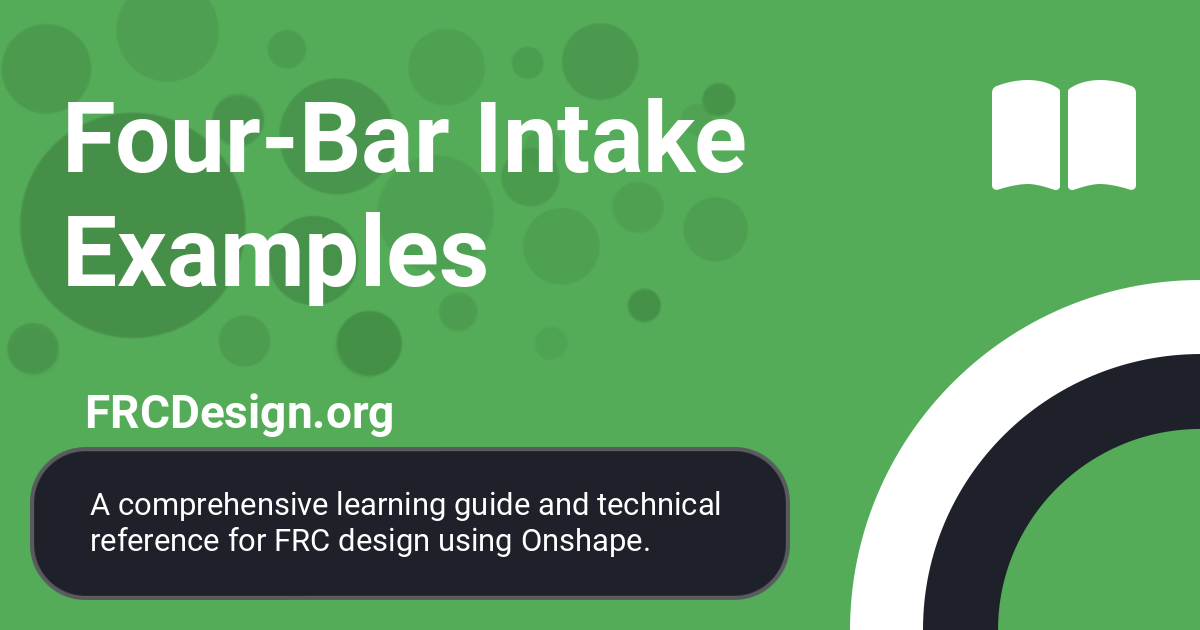 Four-Bar Intake
Examples
FRCDesign.org
A comprehensive learning guide and technical
reference for FRC design using Onshape.